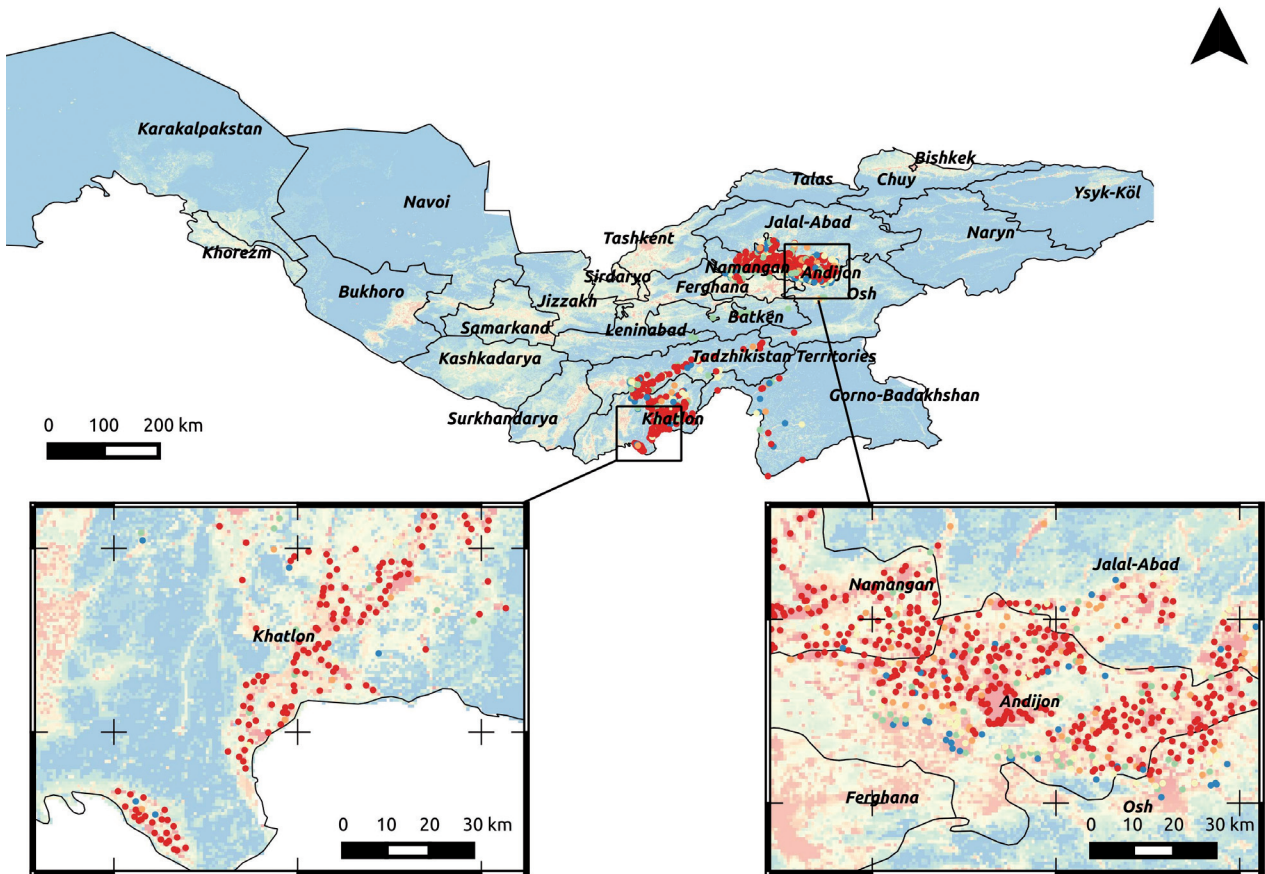 Karakalpakstan
Bishkek
Talas
Chuy
Ysyk-Köl
Navoi
Jalal-Abad
Naryn
Tashkent
Khorezm
Namangan
Andijon
Sirdaryo
Ferghana
Bukhoro
Jizzakh
Osh
Batken
Samarkand
Leninabad
Kashkadarya
Tadzhikistan Territories
Gorno-Badakhshan
Surkhandarya
Khatlon
0 100 200 km
Khatlon
0 10 20 30 km
Jalal-Abad
Namangan
Andijon
Ferghana
Osh
0 10 20 30 km